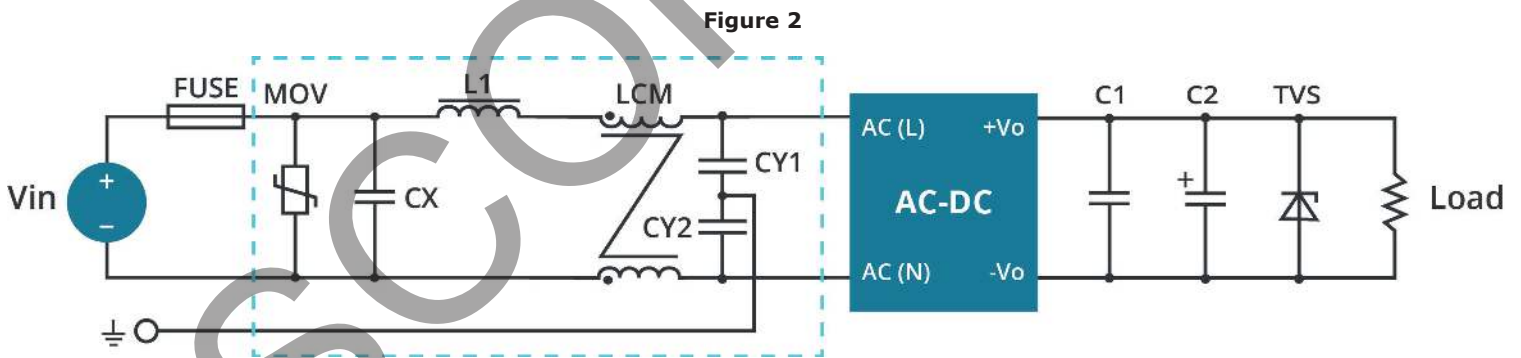 Figure 2
FUSE
MOV
L1
LCM
CX
CY1
CY2
Vin
+
−
AC (L)
+Vo
AC-DC
AC (N)
-Vo
C1
C2
TVS
+
Load